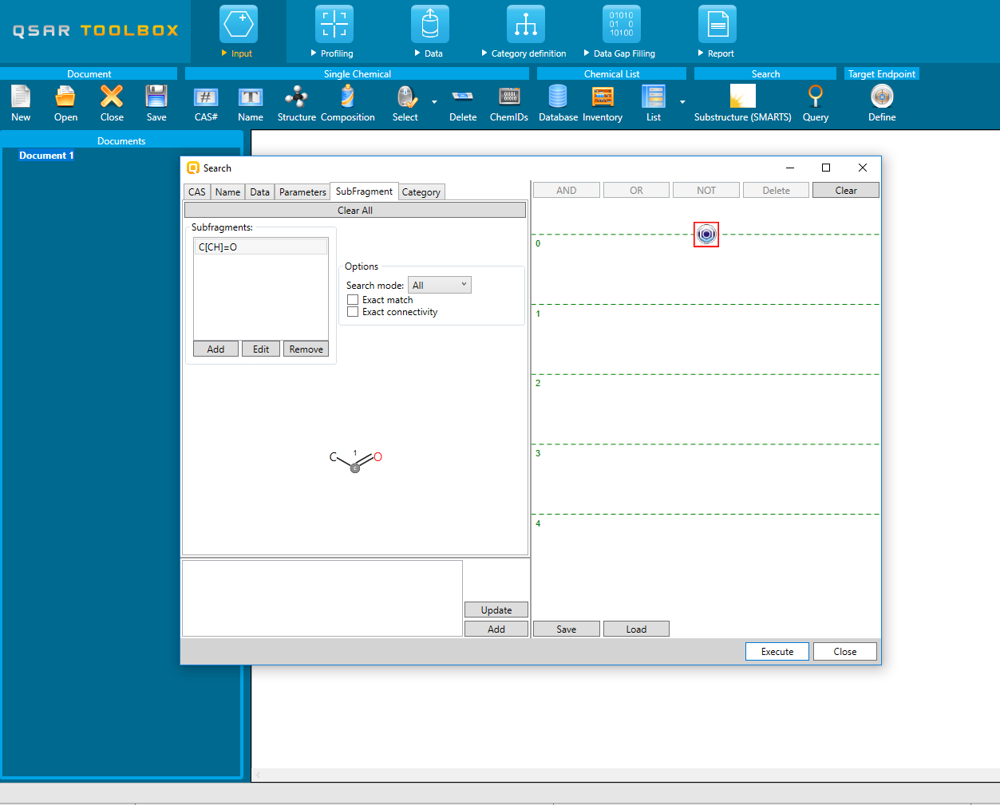 QSAR TOOLBOX
Input
Profiling
Data
Category definition
01010
01 0
10100
Data Gap Filling
Report
Document
Single Chemical
Chemical List
Search
Target Endpoint
New
Open
Close
Save
#
CAS#
T
Name
Structure
Composition
Select
Delete
ChemIDs
Database
Inventory
List
Substructure (SMARTS)
Query
Define
Documents
Document 1
Search
CAS
Name
Data
Parameters
SubFragment
Category
Clear All
Subfragments:
C[CH]=O
Add
Edit
Remove
Options
Search mode:
All
Exact match
Exact connectivity
C
1
O
c
Update
Add
AND
OR
NOT
Delete
Clear
0
1
2
3
4
Save
Load
Execute
Close